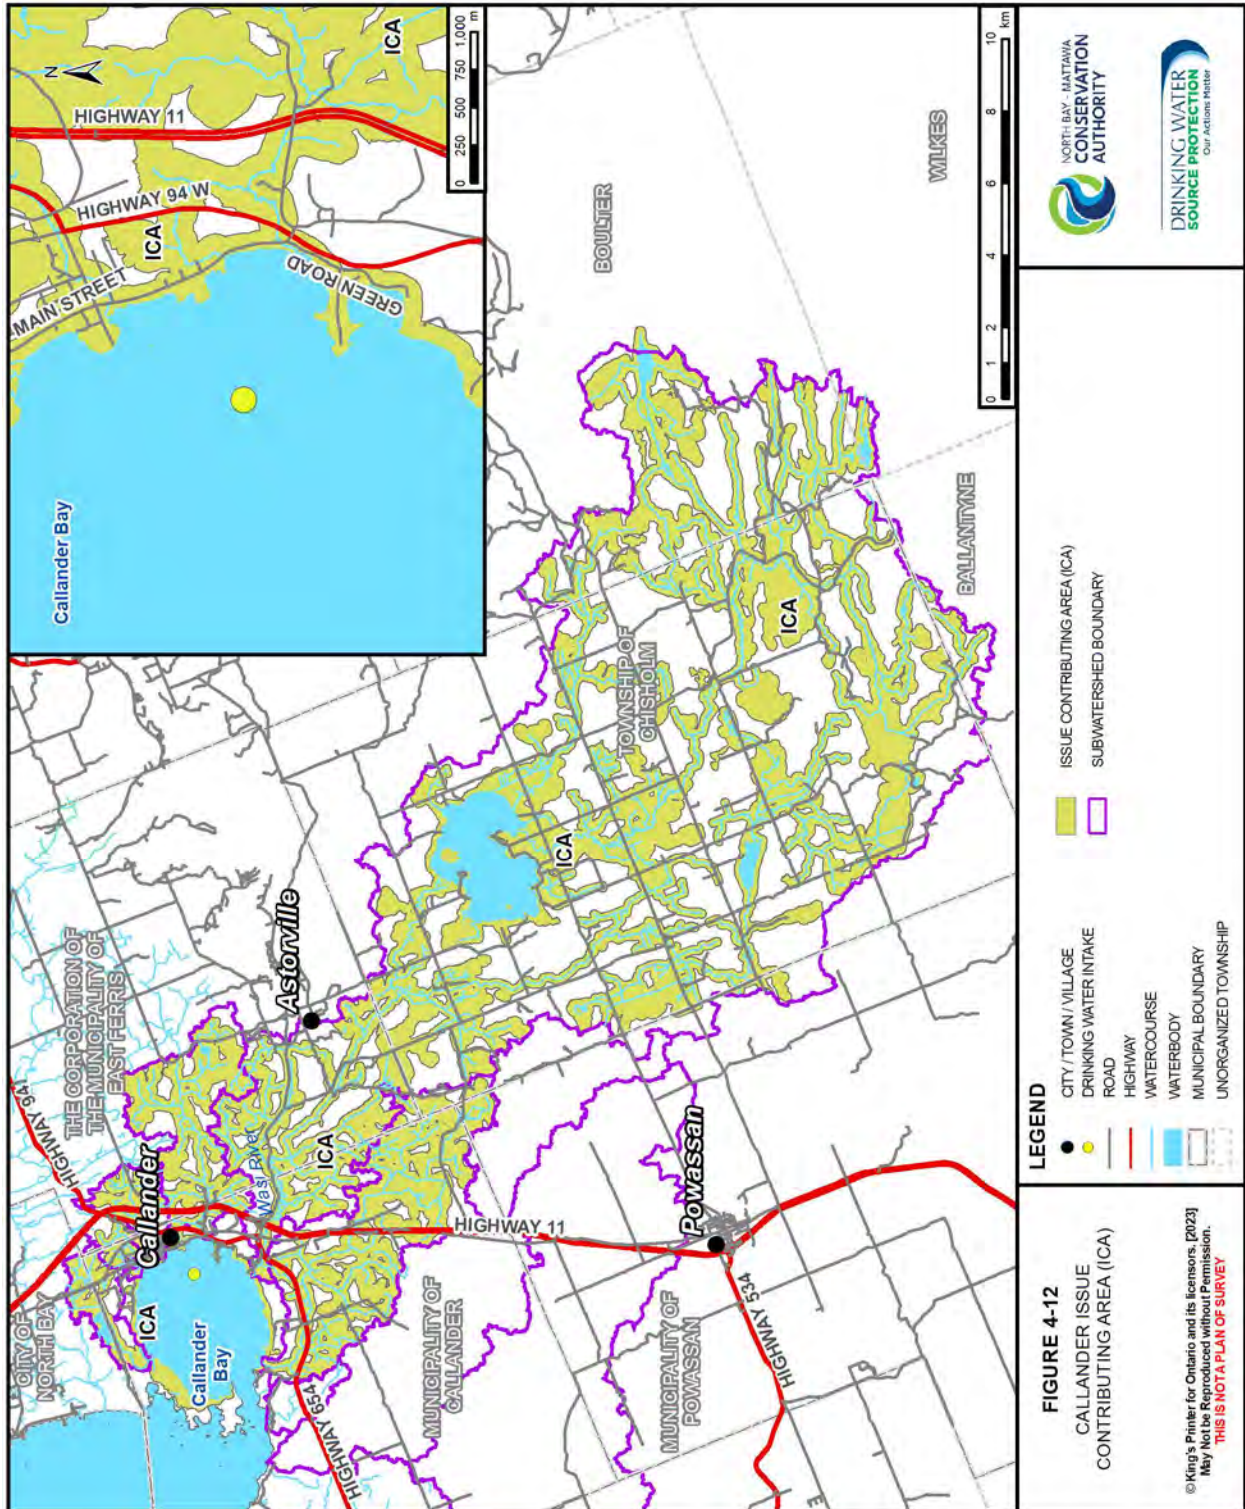 CITY OF
NORTH BAY
HIGHWAY 94
THE CORPORATION OF
THE MUNICIPALITY OF
EAST FERRIS
Callander
ICA
Callander
Bay
Wasi River
Astorville
ICA
HIGHWAY 654
HIGHWAY 11
MUNICIPALITY OF
CALLANDER
MUNICIPALITY OF
POWASSAN
Powassan
HIGHWAY 534
ICA
TOWNSHIP OF
CHISHOLM
ICA
BOULTER
WILKES
BALLANTYNE
Callander Bay
MAIN STREET
HIGHWAY 94 W
HIGHWAY 11
ICA
GREEN ROAD
ICA
N
0 250 500 750 1,000
m
0 1 2 4 6 8 10
km
FIGURE 4-12
CALLANDER ISSUE
CONTRIBUTING AREA (ICA)
©King's Printer for Ontario and its licensors. [2023]
May Not be Reproduced without Permission.
THIS IS NOT A PLAN OF SURVEY
LEGEND
CITY / TOWN / VILLAGE
DRINKING WATER INTAKE
ROAD
HIGHWAY
WATERCOURSE
WATERBODY
MUNICIPAL BOUNDARY
UNORGANIZED TOWNSHIP
ISSUE CONTRIBUTING AREA (ICA)
SUBWATERSHED BOUNDARY
NORTH BAY - MATTAWA
CONSERVATION
AUTHORITY
DRINKING WATER
SOURCE PROTECTION
Our Actions Matter